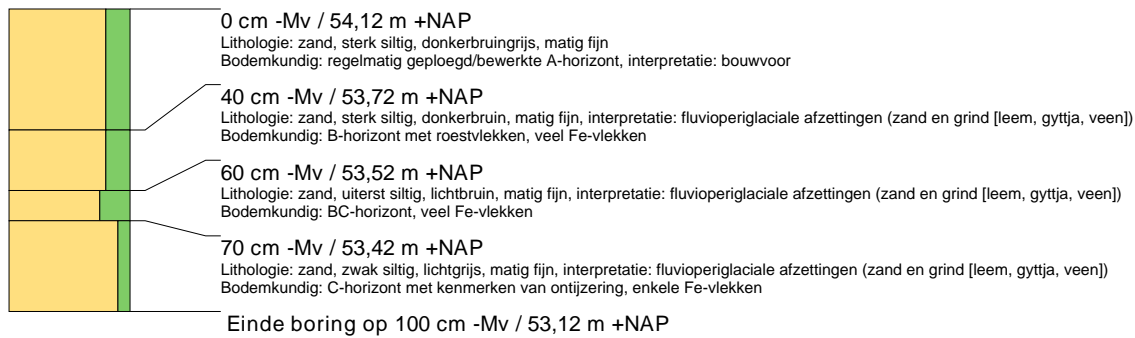 0 cm -Mv / 54,12 m +NAP
Lithologie: zand, sterk siltig, donkerbruingrijs, matig fijn
Bodemkundig: regelmatig geploegd/bewerkte A-horizont, interpretatie: bouwvoor
40 cm -Mv / 53,72 m +NAP
Lithologie: zand, sterk siltig, donkerbruin, matig fijn, interpretatie: fluvioperiglaciale afzettingen (zand en grind [leem, gyttja, veen])
Bodemkundig: B-horizont met roestvlekken, veel Fe-vlekken
60 cm -Mv / 53,52 m +NAP
Lithologie: zand, uiterst siltig, lichtbruin, matig fijn, interpretatie: fluvioperiglaciale afzettingen (zand en grind [leem, gyttja, veen])
Bodemkundig: BC-horizont, veel Fe-vlekken
70 cm -Mv / 53,42 m +NAP
Lithologie: zand, zwak siltig, lichtgrijs, matig fijn, interpretatie: fluvioperiglaciale afzettingen (zand en grind [leem, gyttja, veen])
Bodemkundig: C-horizont met kenmerken van ontijzering, enkele Fe-vlekken
Einde boring op 100 cm -Mv / 53,12 m +NAP